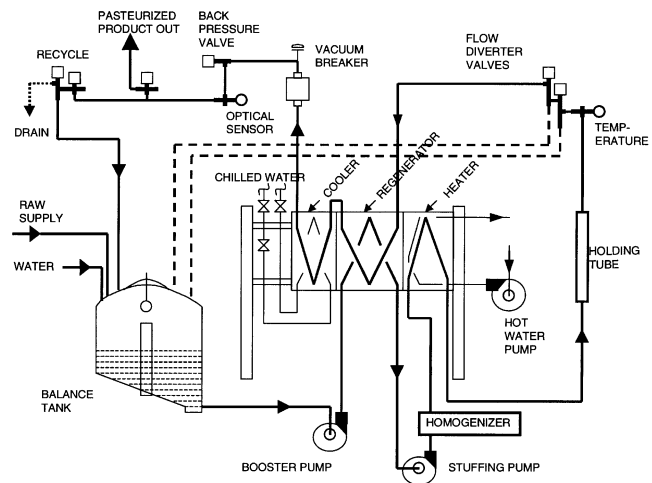 PASTEURIZED
PRODUCT OUT
BACK
PRESSURE
VALVE
RECYCLE
VACUUM
BREAKER
FLOW
DIVERTER
VALVES
OPTICAL
SENSOR
DRAIN
TEMP-
ERATURE
CHILLED WATER
COOLER
REGENERATOR
HEATER
RAW
SUPPLY
WATER
HOLDING
TUBE
HOT
WATER
PUMP
BALANCE
TANK
HOMOGENIZER
BOOSTER PUMP
STUFFING PUMP